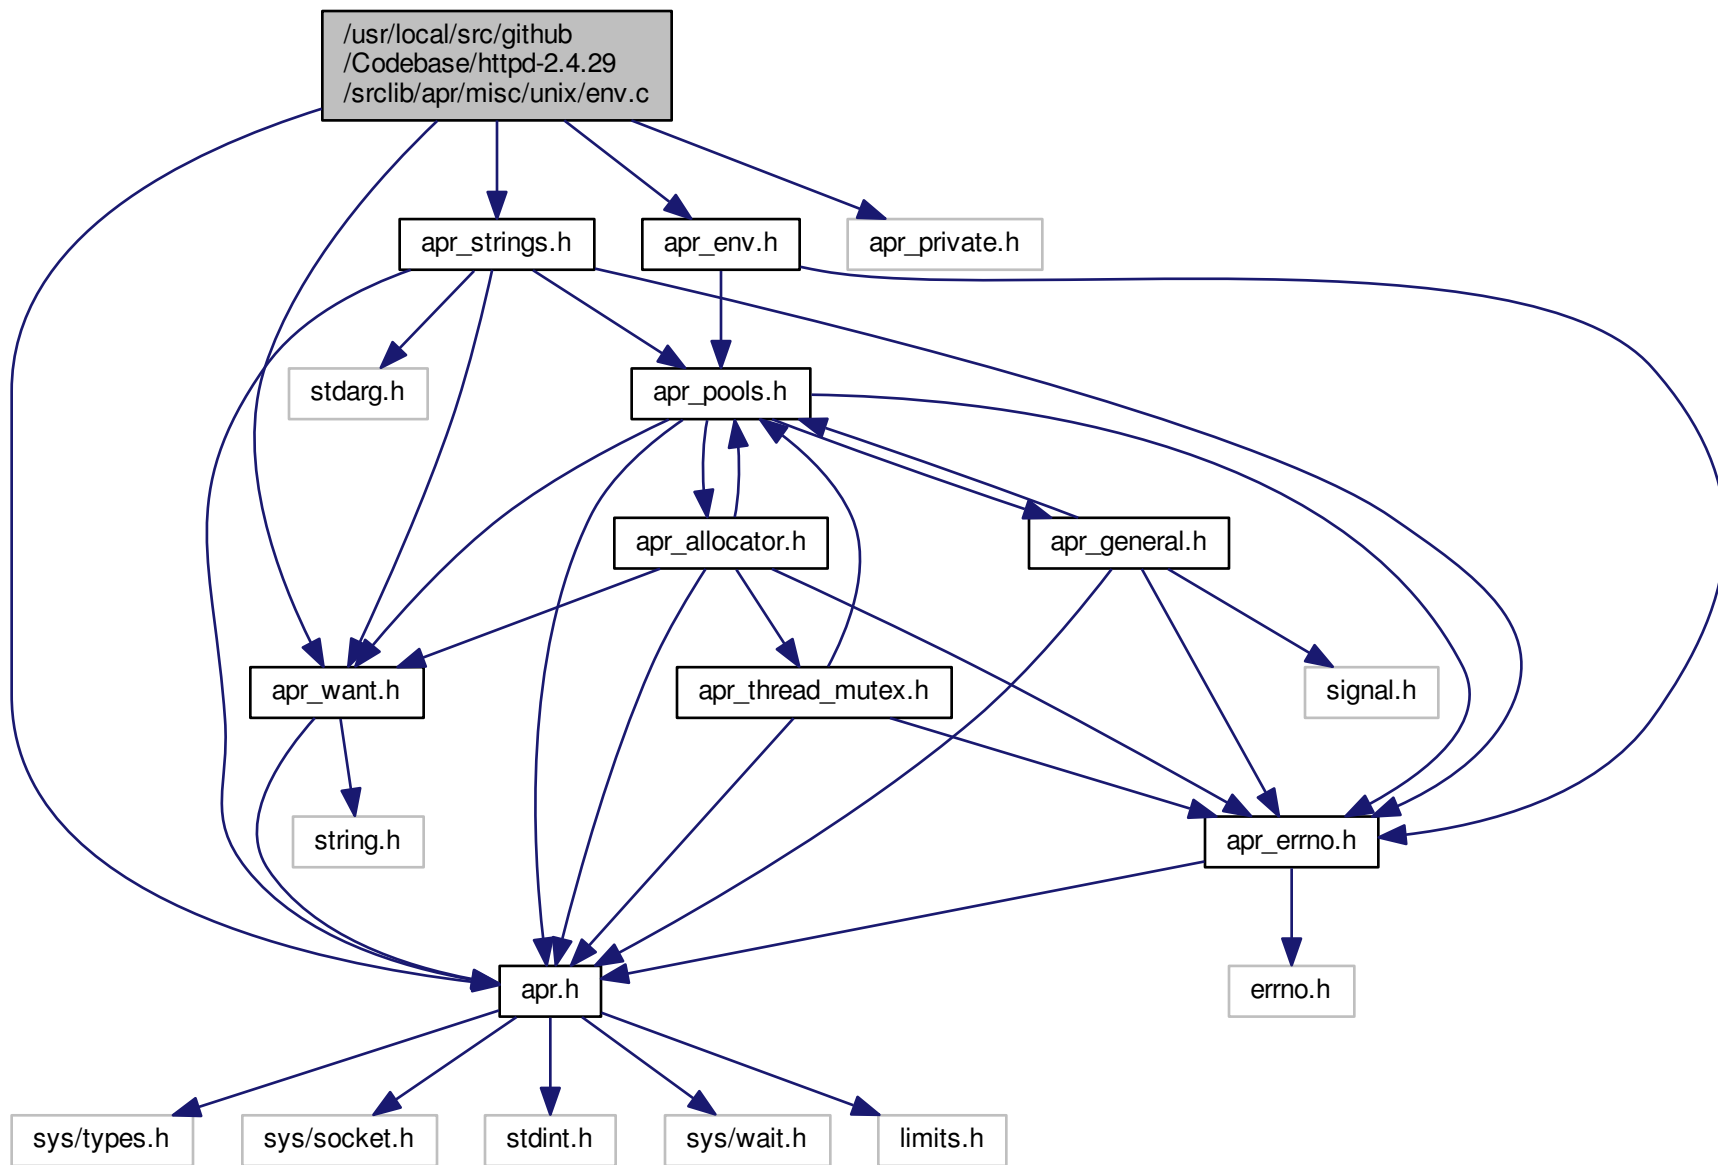 /usr/local/src/github
/Codebase/httpd-2.4.29
/srclib/apr/misc/unix/env.c
apr_strings.h
apr_env.h
apr_private.h
stdarg.h
apr_pools.h
apr_allocator.h
apr_general.h
apr_want.h
apr_thread_mutex.h
signal.h
string.h
apr_errno.h
apr.h
errno.h
sys/types.h
sys/socket.h
stdint.h
sys/wait.h
limits.h